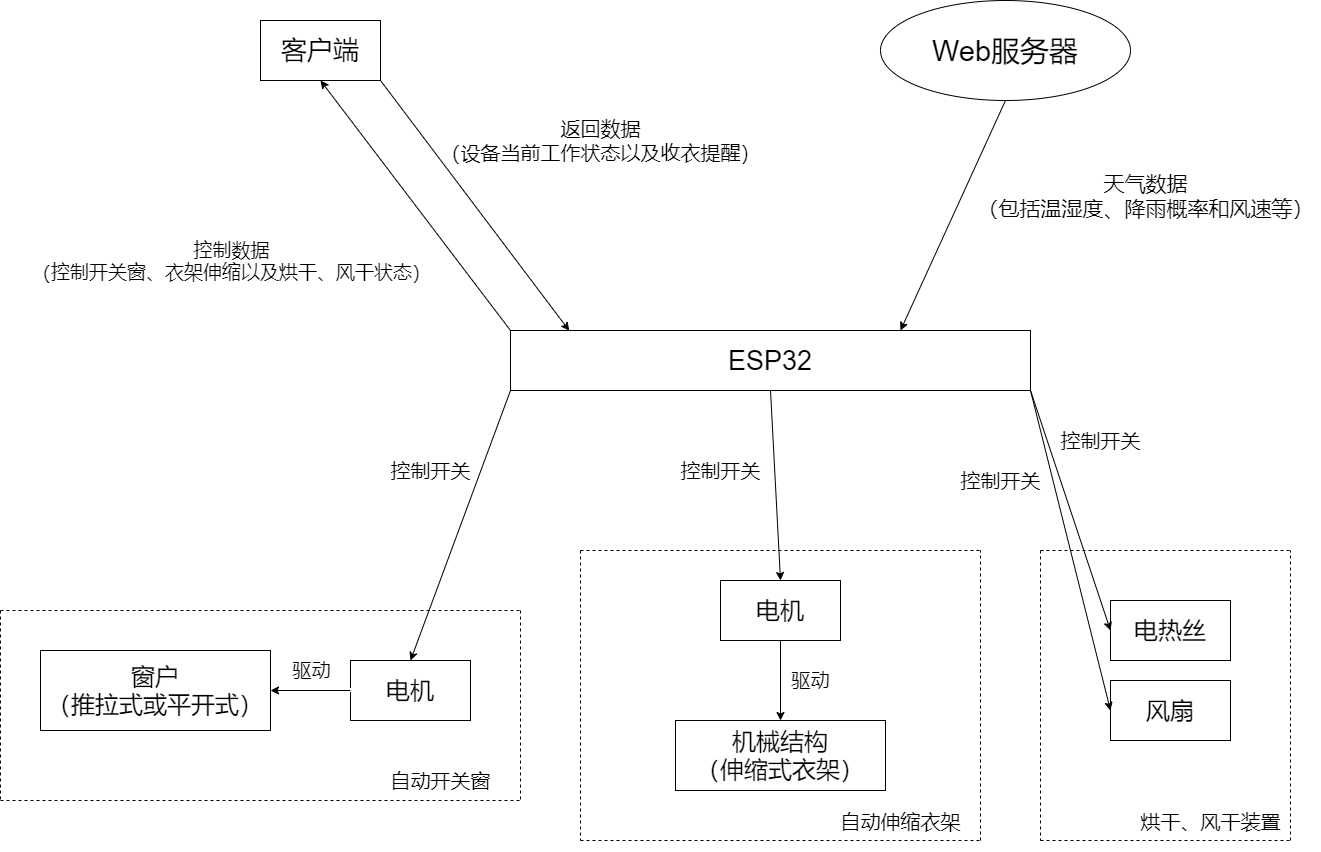 客户端
Web服务器
返回数据
（设备当前工作状态以及收衣提醒）
天气数据
（包括温湿度、降雨概率和风速等）
控制数据
（控制开关窗、衣架伸缩以及烘干、风干状态）
ESP32
控制开关
控制开关
控制开关
控制开关
电机
电热丝
窗户
（推拉式或平开式）
驱动
电机
驱动
风扇
机械结构
（伸缩式衣架）
自动开关窗
自动伸缩衣架
烘干、风干装置